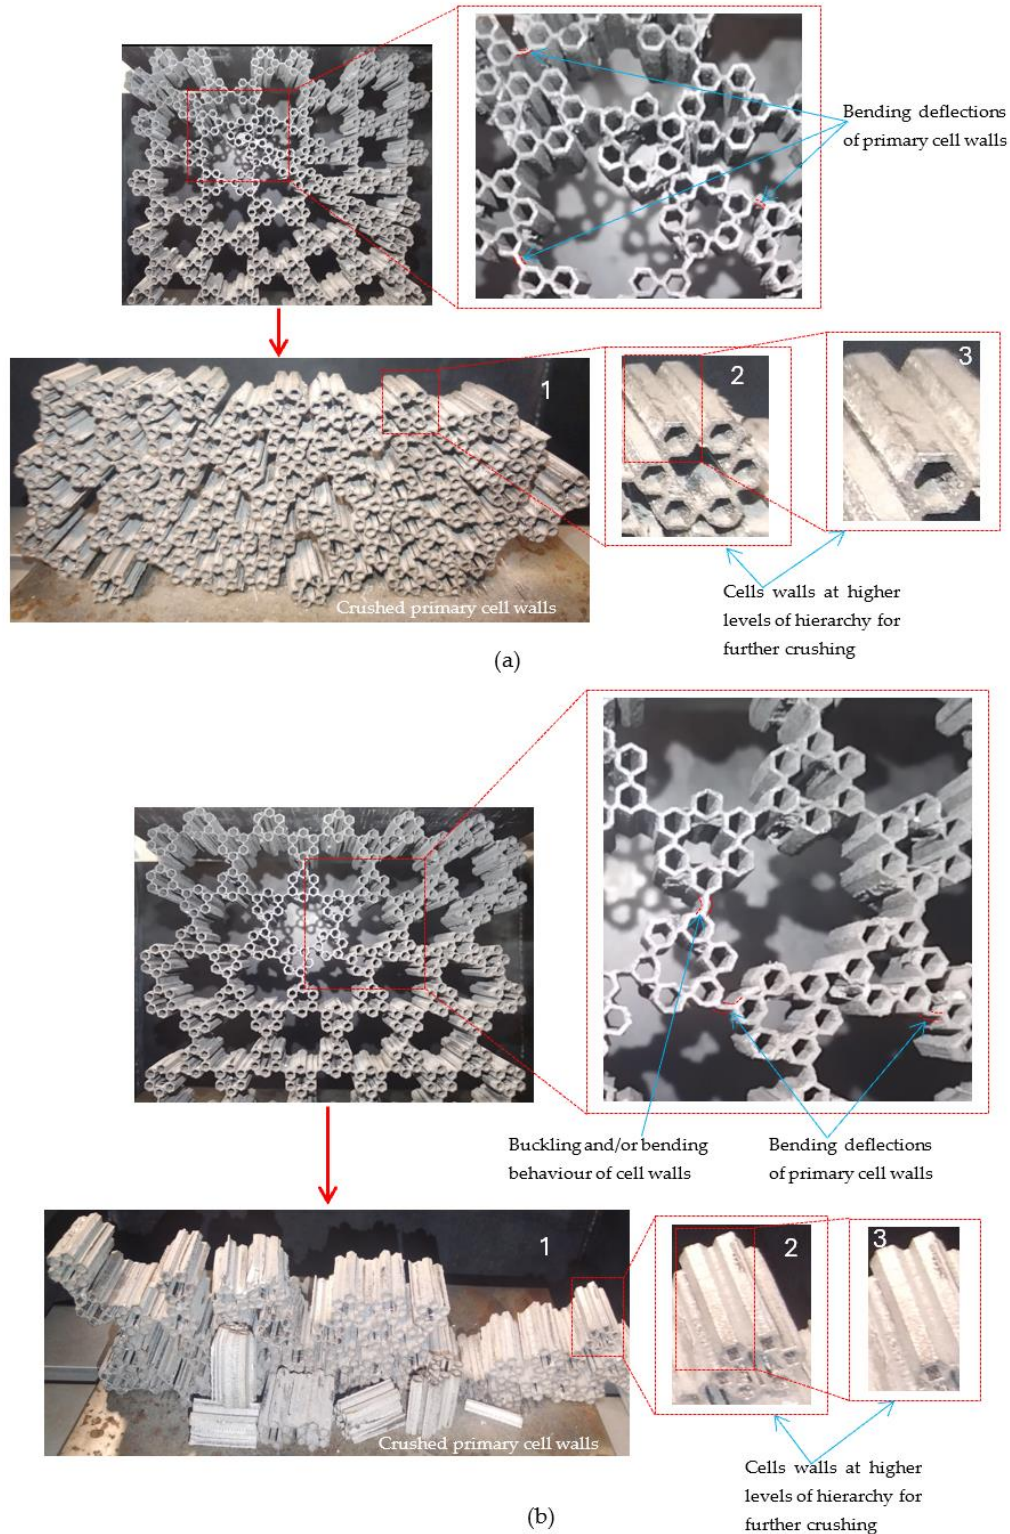 Bending deflections
of primary cell walls
1
2
3
Crushed primary cell walls
Cells walls at higher
levels of hierarchy for
further crushing
(a)
Buckling and/or bending
behaviour of cell walls
Bending deflections
of primary cell walls
1
2
3
Crushed primary cell walls
Cells walls at higher
levels of hierarchy for
further crushing
(b)